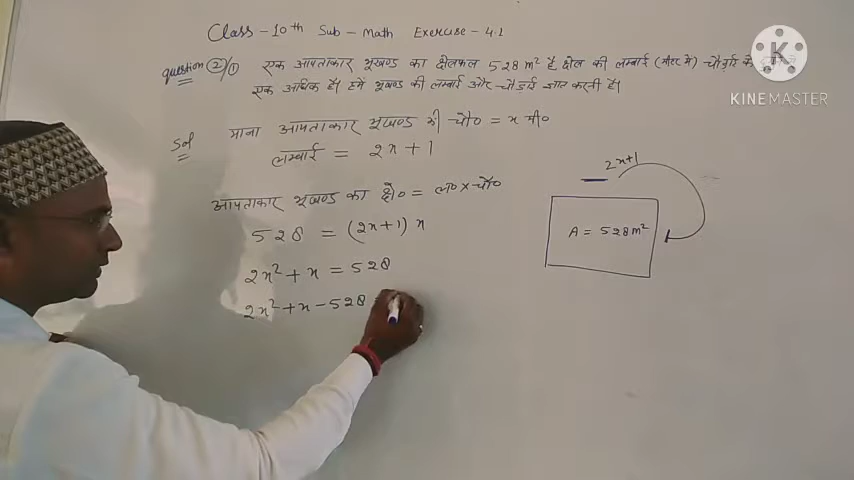 Class - 10th Sub - Math Exercise - 4.1
question ②/① एक आयताकार भूखण्ड का क्षेत्रफल 528 m² है क्षेत्र की लम्बाई (मीटर में) चौड़ाई के
एक अधिक है। हमें भूखण्ड की लम्बाई और चौड़ाई ज्ञात करनी है।
Sol माना आयताकार भूखण्ड की चौ० = x मी०
लम्बाई = 2x + 1
आयताकार भूखण्ड का क्षे० = ल० x चौ०
528 = (2x+1) x
2x² + x = 528
2x² + x - 528
2x+1
A = 528m²
K
KINEMASTER